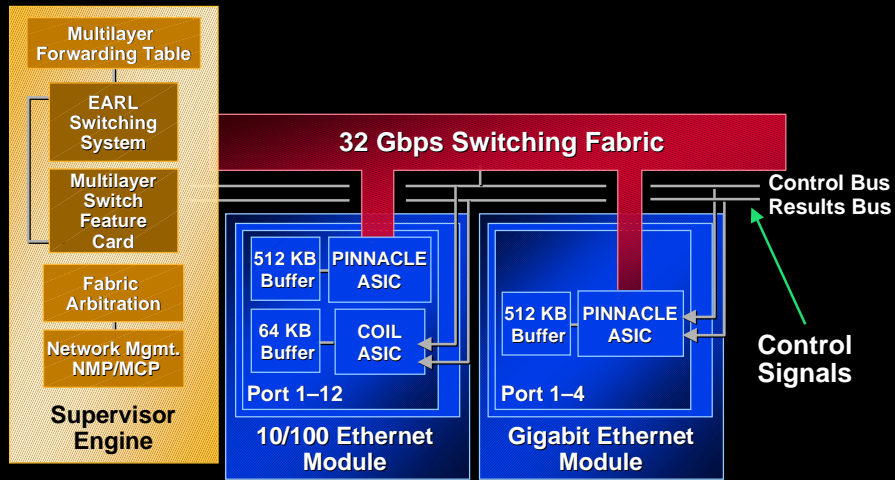 Multilayer
Forwarding Table
EARL
Switching
System
Multilayer
Switch
Feature
Card
Fabric
Arbitration
Network Mgmt.
NMP/MCP
Supervisor
Engine
32 Gbps Switching Fabric
Control Bus
Results Bus
512 KB
Buffer
PINNACLE
ASIC
64 KB
Buffer
COIL
ASIC
Port 1–12
10/100 Ethernet
Module
512 KB
Buffer
PINNACLE
ASIC
Port 1–4
Gigabit Ethernet
Module
Control
Signals